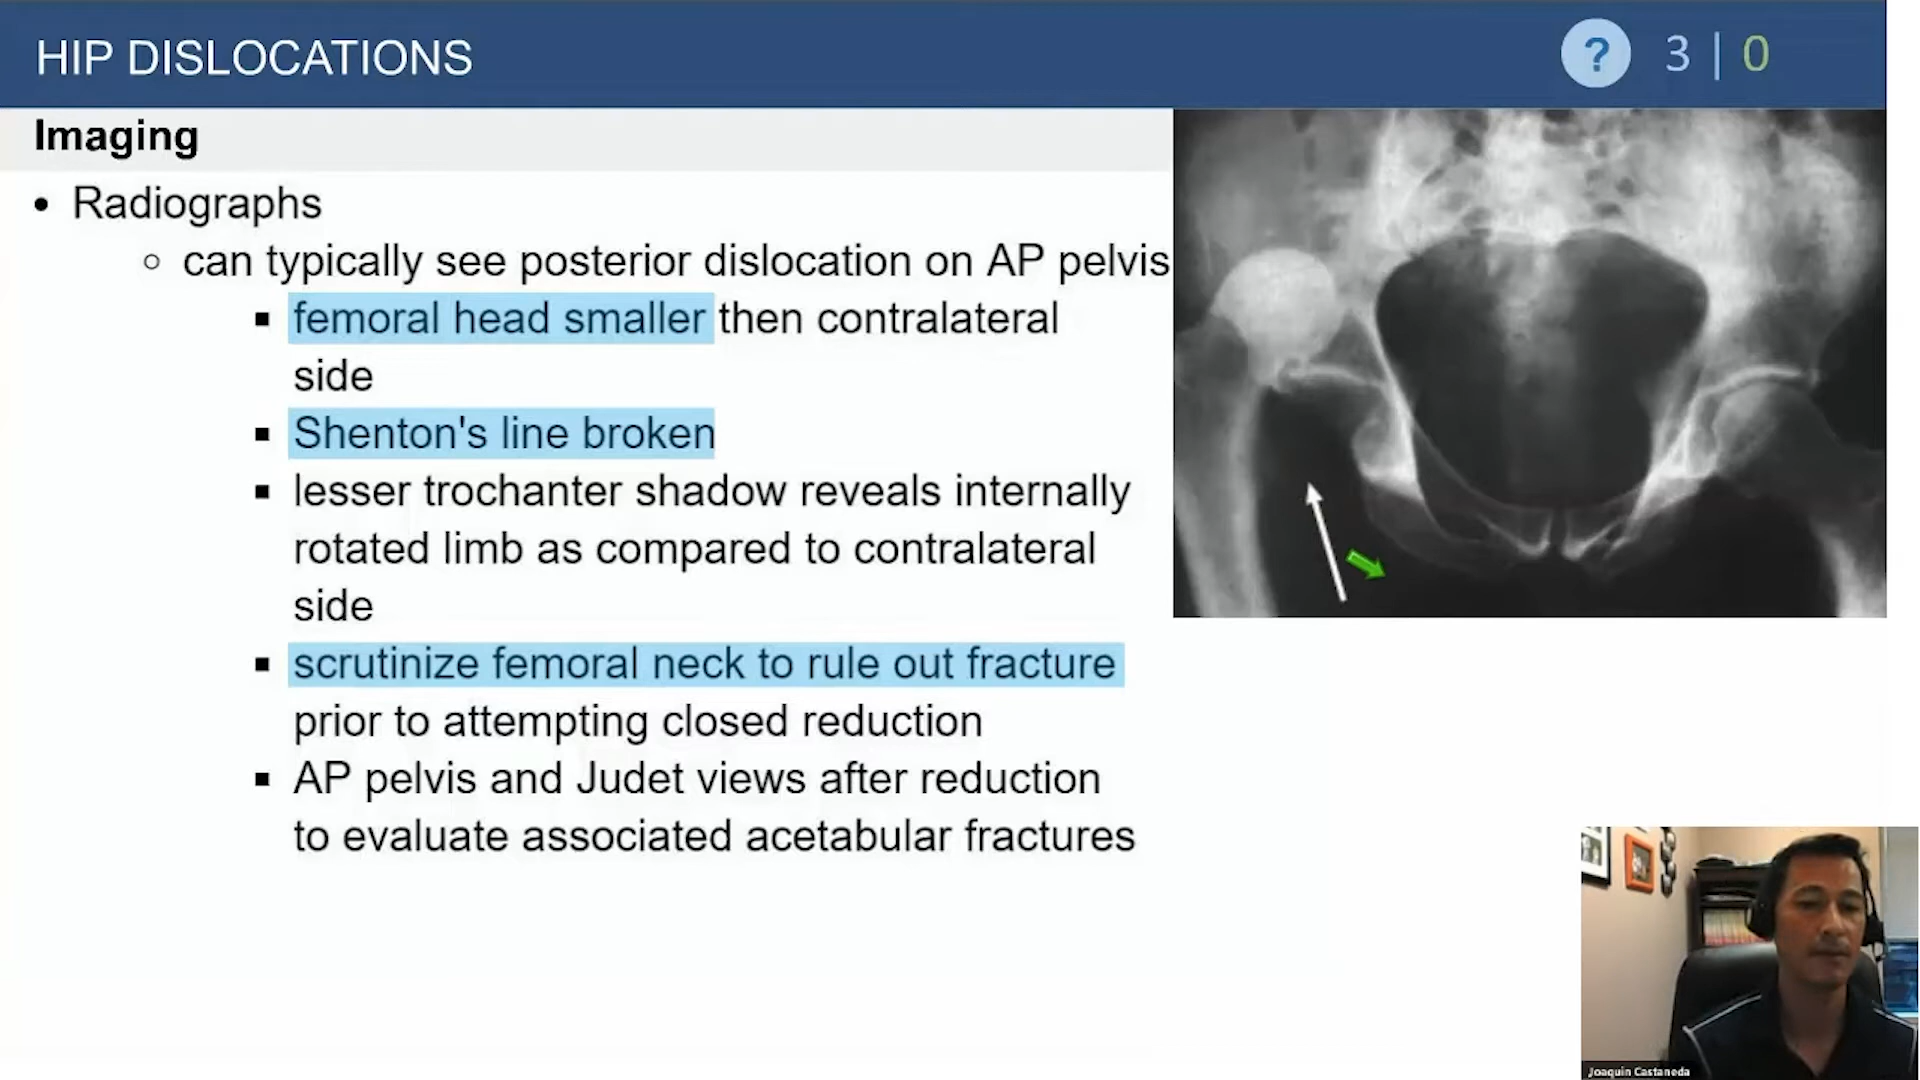 HIP DISLOCATIONS
? 3 | 0
Imaging
• Radiographs
○ can typically see posterior dislocation on AP pelvis
▪ femoral head smaller then contralateral
side
▪ Shenton's line broken
▪ lesser trochanter shadow reveals internally
rotated limb as compared to contralateral
side
▪ scrutinize femoral neck to rule out fracture
prior to attempting closed reduction
▪ AP pelvis and Judet views after reduction
to evaluate associated acetabular fractures
Joaquin Castaneda